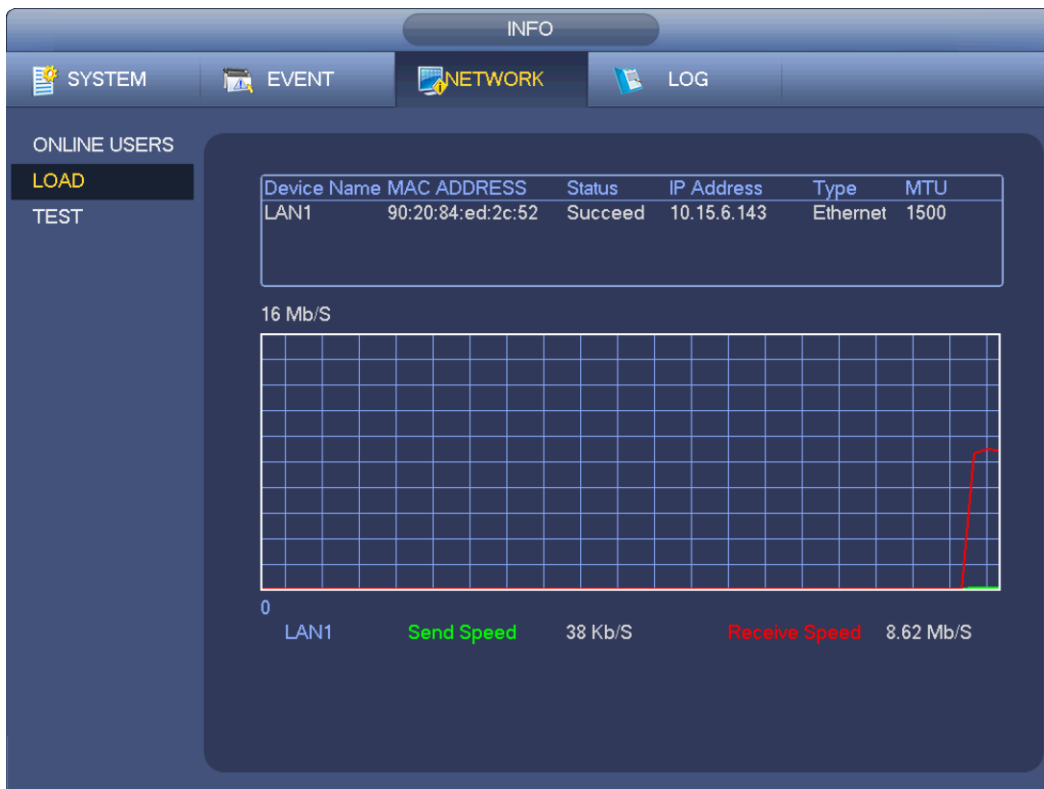 INFO
SYSTEM EVENT NETWORK LOG
ONLINE USERS
LOAD
TEST
Device Name MAC ADDRESS Status IP Address Type MTU
LAN1 90:20:84:ed:2c:52 Succeed 10.15.6.143 Ethernet 1500
16 Mb/S
0
LAN1 Send Speed 38 Kb/S Receive Speed 8.62 Mb/S